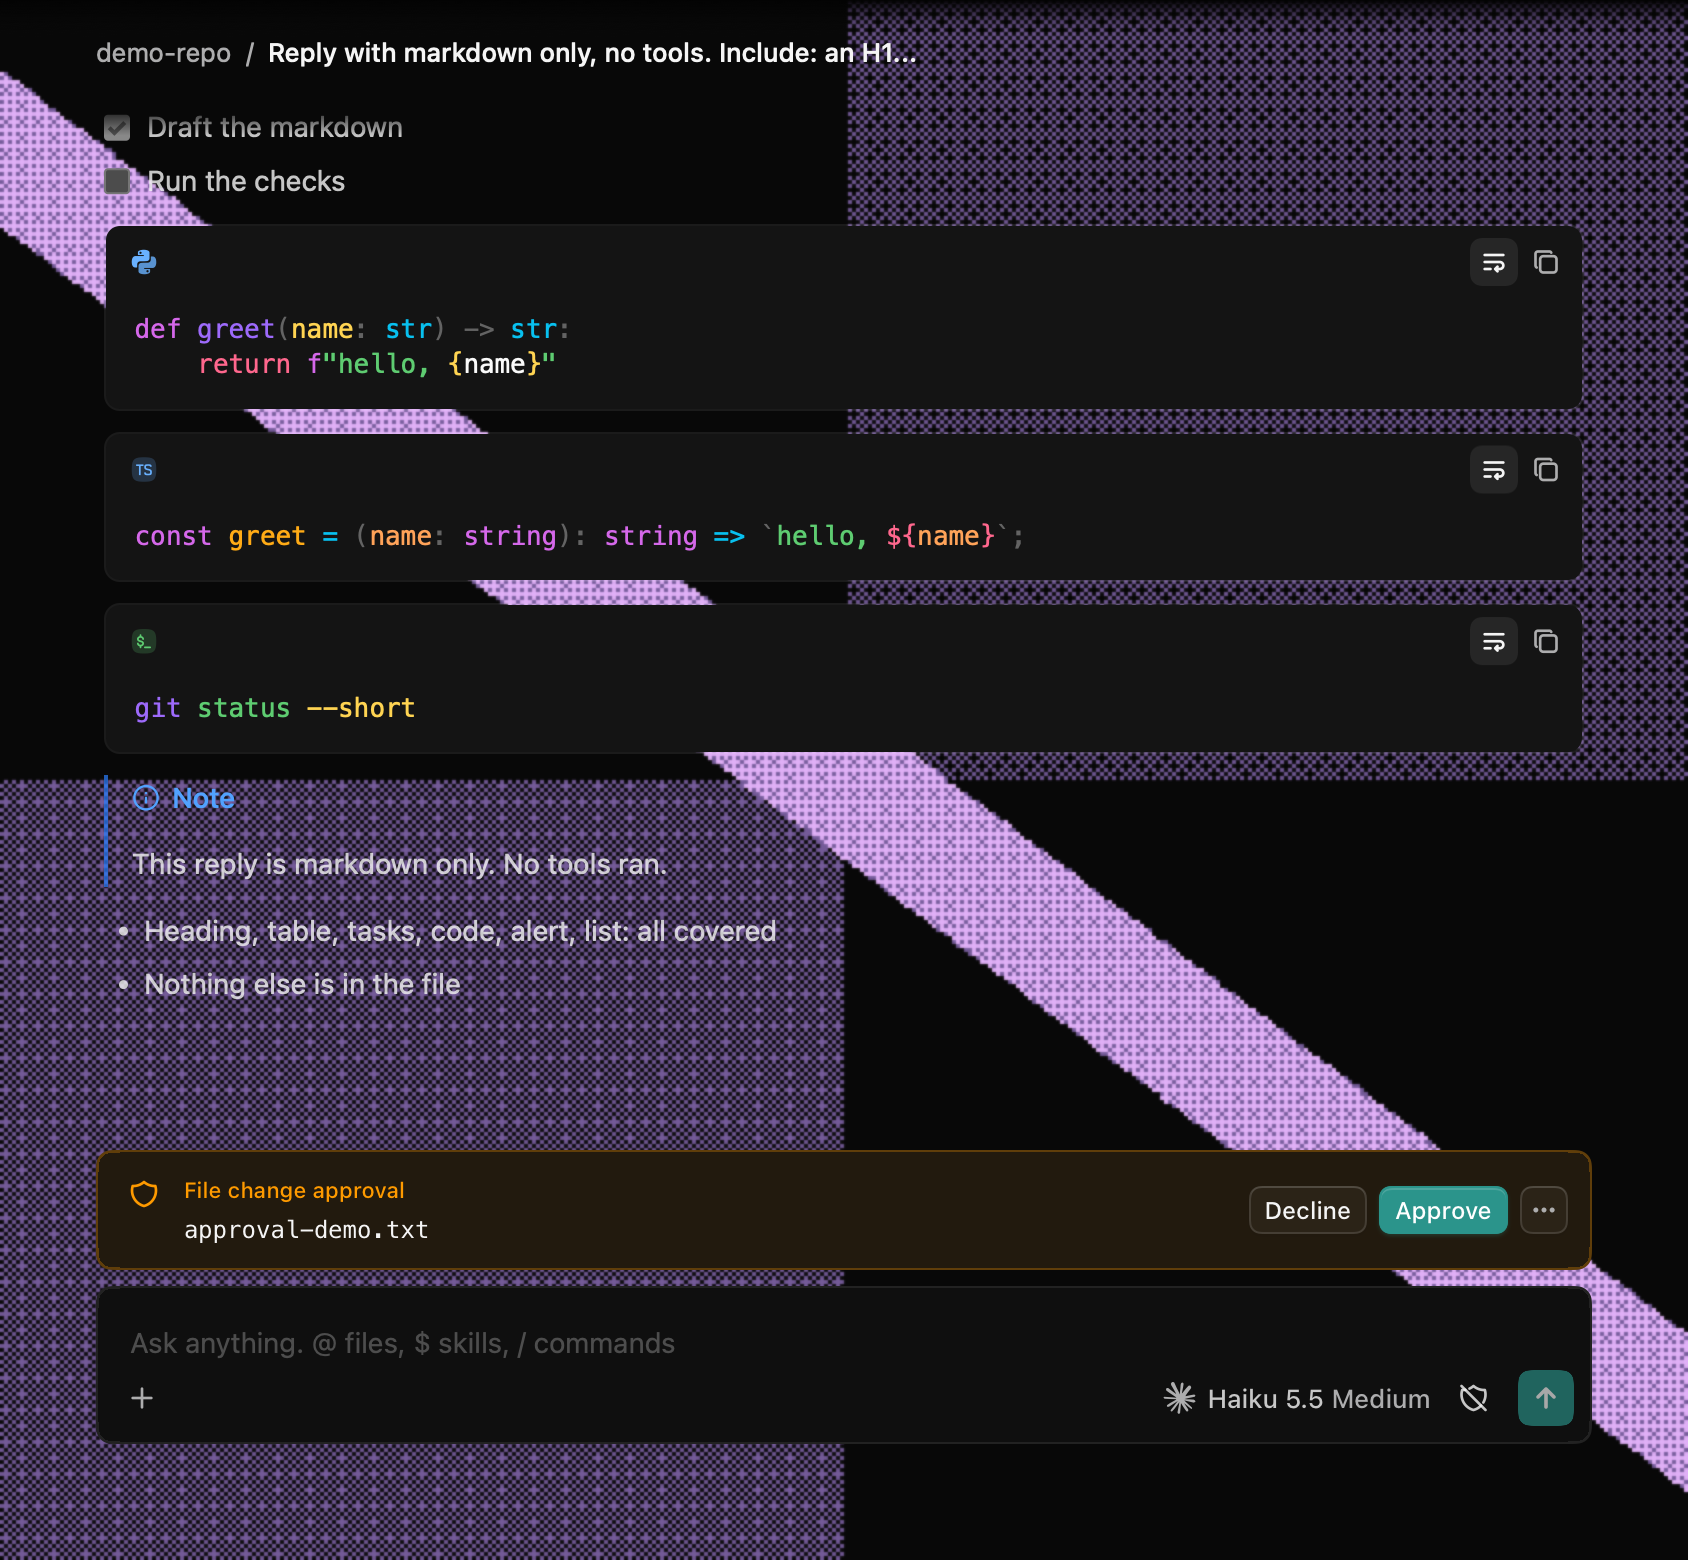 demo-repo / Reply with markdown only, no tools. Include: an H1...
Draft the markdown
Run the checks
def greet(name: str) -> str:
    return f"hello, {name}"
TS
const greet = (name: string): string => `hello, ${name}`;
$_
git status --short
Note
This reply is markdown only. No tools ran.
• Heading, table, tasks, code, alert, list: all covered
• Nothing else is in the file
File change approval
approval-demo.txt
Decline
Approve
Ask anything. @ files, $ skills, / commands
Haiku 5.5 Medium